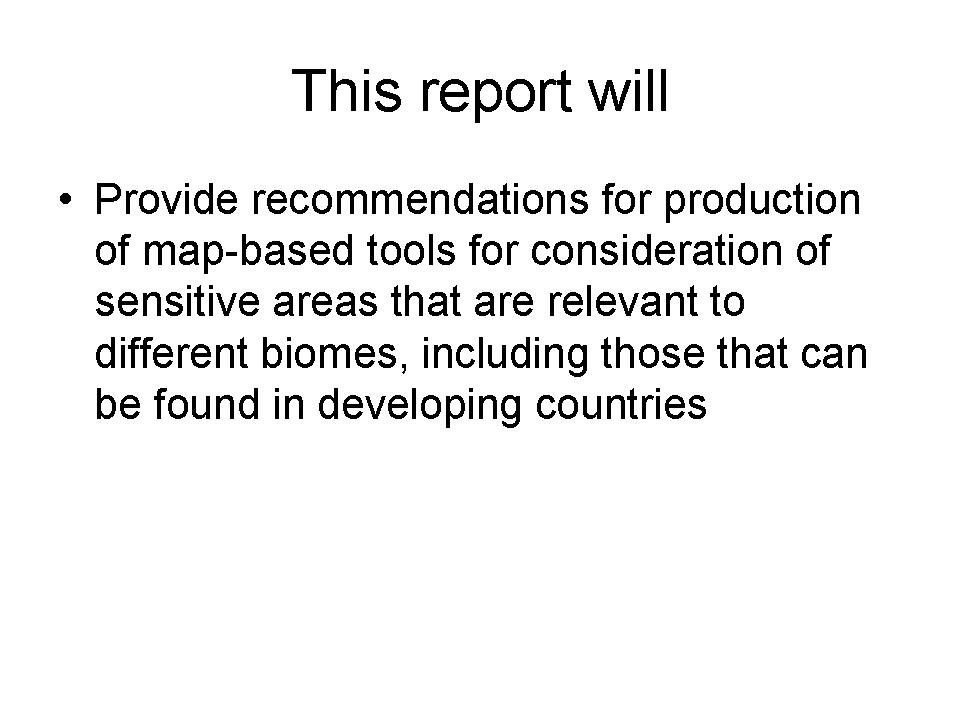 This report will
• Provide recommendations for production
of map-based tools for consideration of
sensitive areas that are relevant to
different biomes, including those that can
be found in developing countries